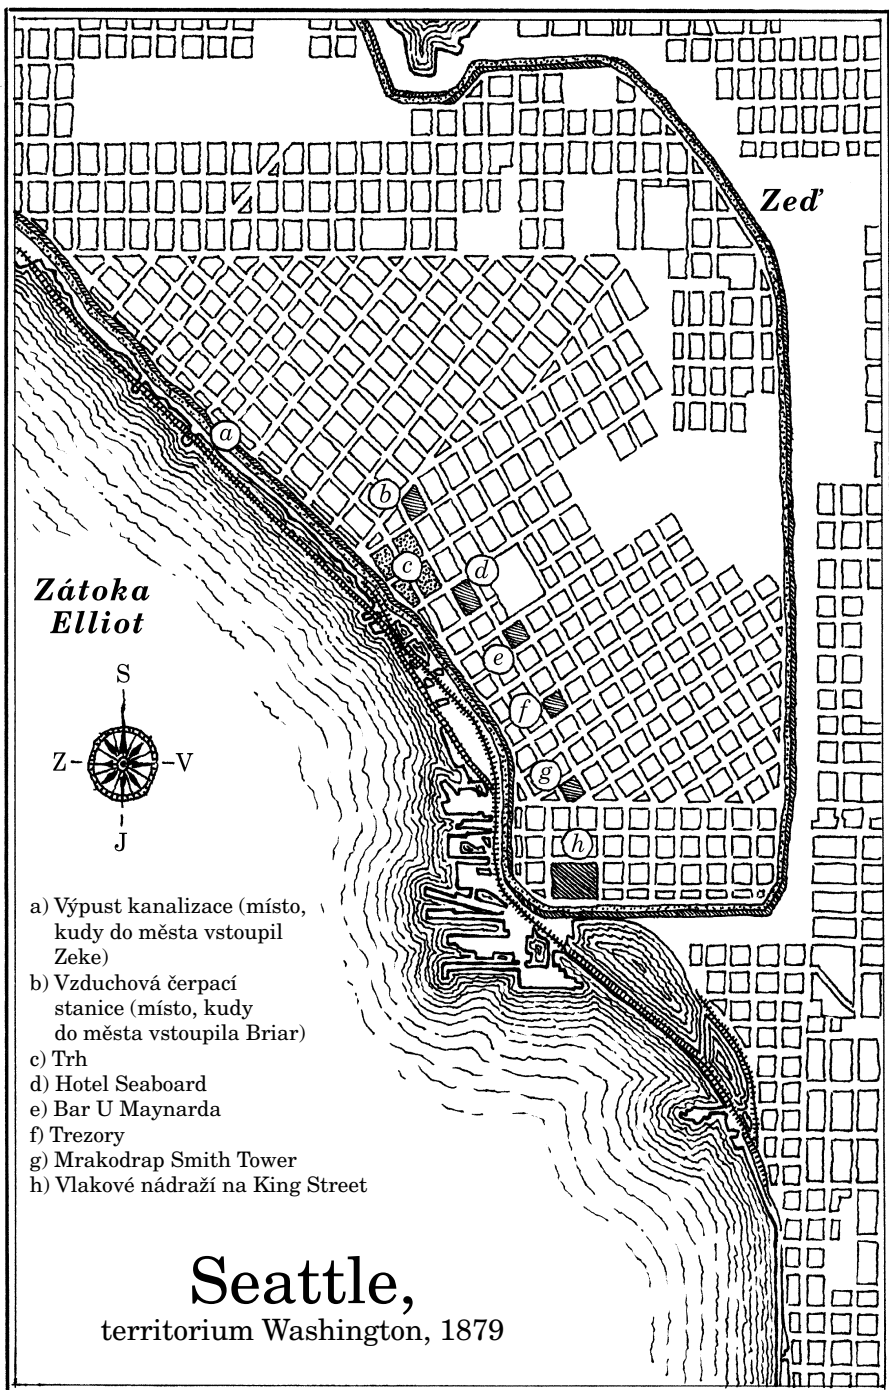 Zeď
a
b
c
d
Zátoka
Elliot
e
S
f
Z
V
g
J
h
a) Výpust kanalizace (místo,
kudy do města vstoupil
Zeke)
b) Vzduchová čerpací
stanice (místo, kudy
do města vstoupila Briar)
c) Trh
d) Hotel Seaboard
e) Bar U Maynarda
f) Trezory
g) Mrakodrap Smith Tower
h) Vlakové nádraží na King Street
Seattle,
territorium Washington, 1879